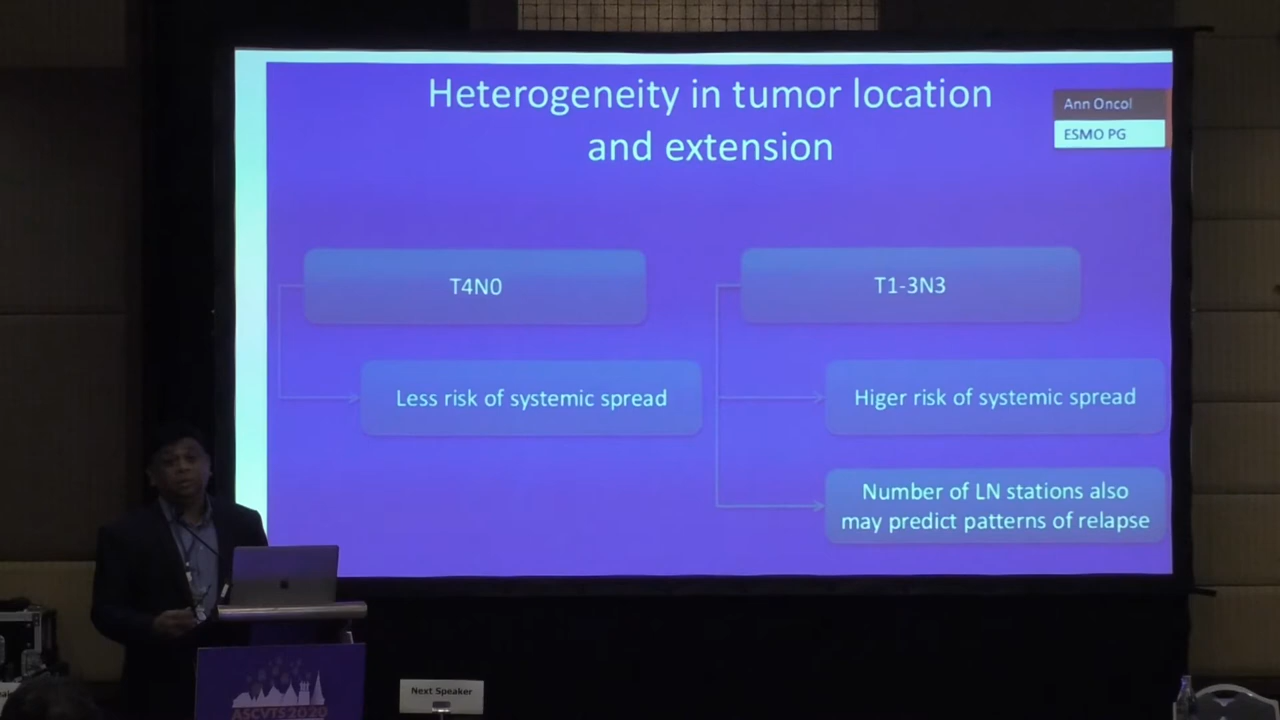 Heterogeneity in tumor location
and extension
Ann Oncol
ESMO PG
T4N0
T1-3N3
Less risk of systemic spread
Higer risk of systemic spread
Number of LN stations also
may predict patterns of relapse
Next Speaker
ASCVTS2020